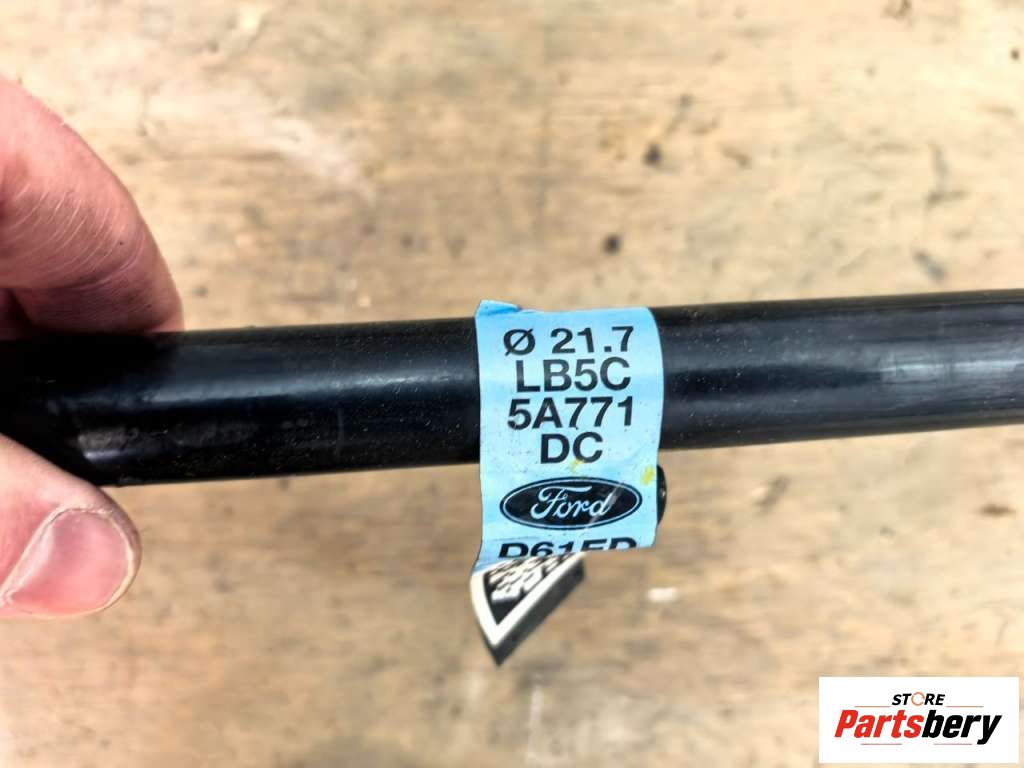 Ø 21.7
LB5C
5A771
DC
Ford
STORE
Partsbery